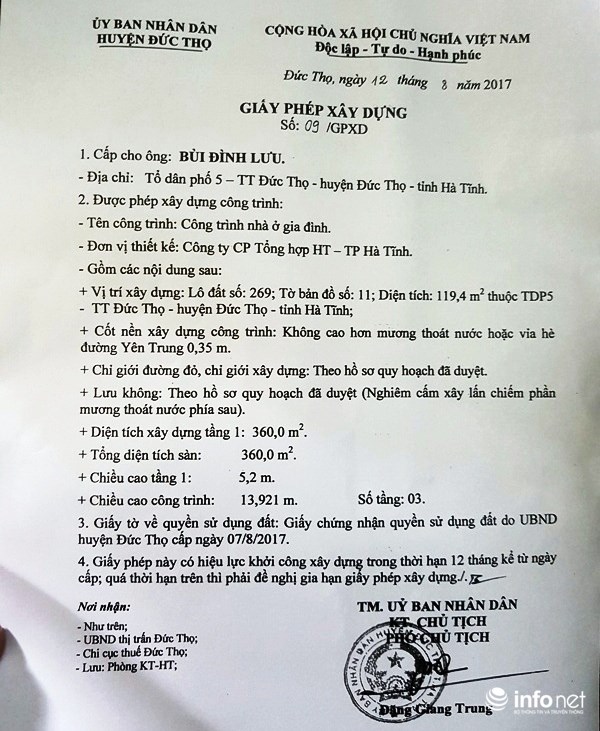 ỦY BAN NHÂN DÂN
HUYỆN ĐỨC THỌ
CỘNG HÒA XÃ HỘI CHỦ NGHĨA VIỆT NAM
Độc lập - Tự do - Hạnh phúc
Đức Thọ, ngày 12 tháng 8 năm 2017
GIẤY PHÉP XÂY DỰNG
Số: 09 /GPXD
1. Cấp cho ông: BÙI ĐÌNH LƯU.
- Địa chỉ: Tổ dân phố 5 – TT Đức Thọ - huyện Đức Thọ - tỉnh Hà Tĩnh.
2. Được phép xây dựng công trình:
- Tên công trình: Công trình nhà ở gia đình.
- Đơn vị thiết kế: Công ty CP Tổng hợp HT – TP Hà Tĩnh.
- Gồm các nội dung sau:
+ Vị trí xây dựng: Lô đất số: 269; Tờ bản đồ số: 11; Diện tích: 119,4 m² thuộc TDP5
- TT Đức Thọ - huyện Đức Thọ - tỉnh Hà Tĩnh;
+ Cốt nền xây dựng công trình: Không cao hơn mương thoát nước hoặc vỉa hè
đường Yên Trung 0,35 m.
+ Chỉ giới đường đỏ, chỉ giới xây dựng: Theo hồ sơ quy hoạch đã duyệt.
+ Lưu không: Theo hồ sơ quy hoạch đã duyệt (Nghiêm cấm xây lấn chiếm phần
mương thoát nước phía sau).
+ Diện tích xây dựng tầng 1: 360,0 m².
+ Tổng diện tích sàn: 360,0 m².
+ Chiều cao tầng 1: 5,2 m.
+ Chiều cao công trình: 13,921 m. Số tầng: 03.
3. Giấy tờ về quyền sử dụng đất: Giấy chứng nhận quyền sử dụng đất do UBND
huyện Đức Thọ cấp ngày 07/8/2017.
4. Giấy phép này có hiệu lực khởi công xây dựng trong thời hạn 12 tháng kể từ ngày
cấp; quá thời hạn trên thì phải đề nghị gia hạn giấy phép xây dựng./.
Nơi nhận:
- Như trên;
- UBND thị trấn Đức Thọ;
- Chi cục thuế Đức Thọ;
- Lưu: Phòng KT-HT;
TM. UỶ BAN NHÂN DÂN
KT. CHỦ TỊCH
PHÓ CHỦ TỊCH
Đặng Giang Trung
infonet